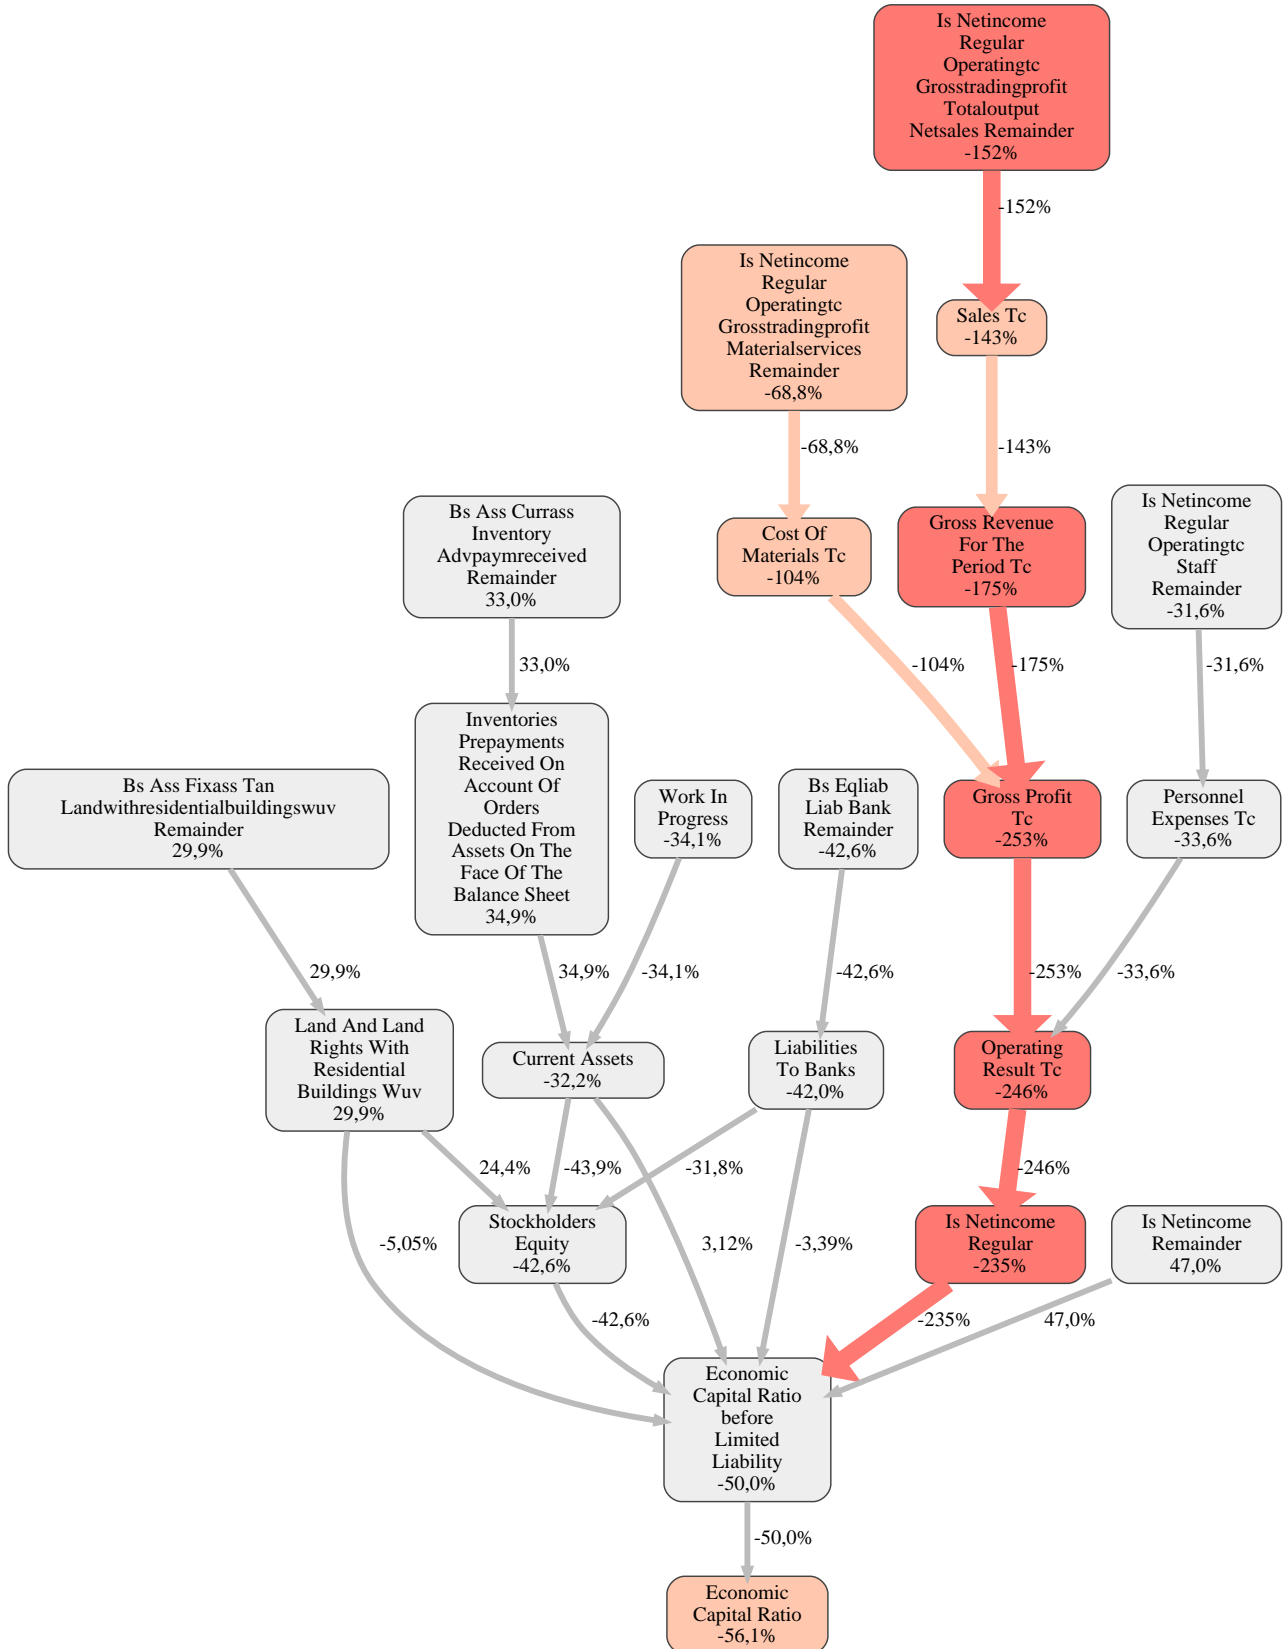 Is Netincome
Regular
Operatingtc
Grosstradingprofit
Totaloutput
Netsales Remainder
-152%
-152%
Is Netincome
Regular
Operatingtc
Grosstradingprofit
Materialservices
Remainder
-68,8%
Sales Tc
-143%
-68,8%
-143%
Bs Ass Currass
Inventory
Advpaymreceived
Remainder
33,0%
Cost Of
Materials Tc
-104%
Gross Revenue
For The
Period Tc
-175%
Is Netincome
Regular
Operatingtc
Staff
Remainder
-31,6%
33,0%
-104%
-175%
-31,6%
Bs Ass Fixass Tan
Landwithresidentialbuildingswuv
Remainder
29,9%
Inventories
Prepayments
Received On
Account Of
Orders
Deducted From
Assets On The
Face Of The
Balance Sheet
34,9%
Work In
Progress
-34,1%
Bs Eqliab
Liab Bank
Remainder
-42,6%
Gross Profit
Tc
-253%
Personnel
Expenses Tc
-33,6%
29,9%
34,9%
-34,1%
-42,6%
-253%
-33,6%
Land And Land
Rights With
Residential
Buildings Wuv
29,9%
Current Assets
-32,2%
Liabilities
To Banks
-42,0%
Operating
Result Tc
-246%
24,4%
-43,9%
-31,8%
-246%
Stockholders
Equity
-42,6%
Is Netincome
Regular
-235%
Is Netincome
Remainder
47,0%
-5,05%
3,12%
-3,39%
-42,6%
-235%
47,0%
Economic
Capital Ratio
before
Limited
Liability
-50,0%
-50,0%
Economic
Capital Ratio
-56,1%